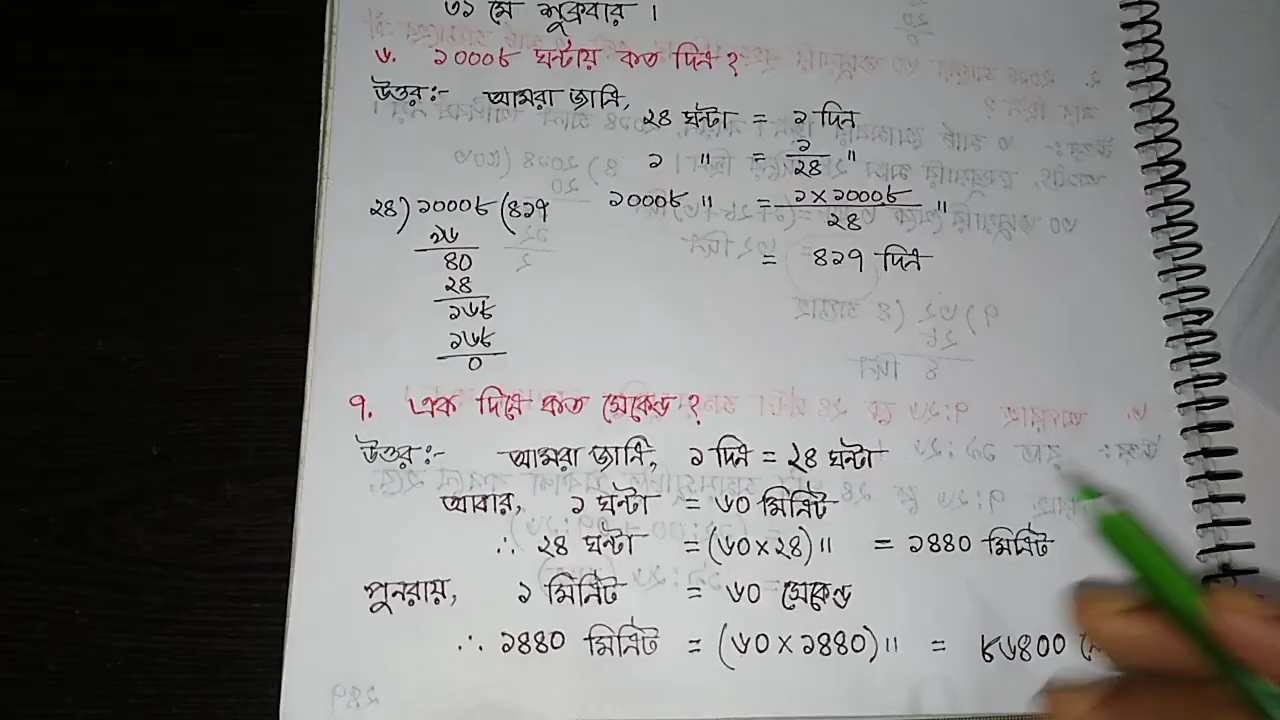 ৩১ মে শুক্রবার ।
৬. ১০০০৮ ঘন্টায় কত দিন ?
উত্তর:- আমরা জানি,
২৪ ঘন্টা = ১ দিন
১ " = ১/২৪ "
১০০০৮ " = ১×১০০০৮/২৪ "
= ৪১৭ দিন
২৪) ১০০০৮ (৪১৭
৯৬
৪০
২৪
১৬৮
১৬৮
০
৭. এক দিনে কত সেকেন্ড ?
উত্তর:- আমরা জানি, ১ দিন = ২৪ ঘন্টা
আবার, ১ ঘন্টা = ৬০ মিনিট
∴ ২৪ ঘন্টা = (৬০×২৪) " = ১৪৪০ মিনিট
পুনরায়, ১ মিনিট = ৬০ সেকেন্ড
∴ ১৪৪০ মিনিট = (৬০×১৪৪০) " = ৮৬৪০০